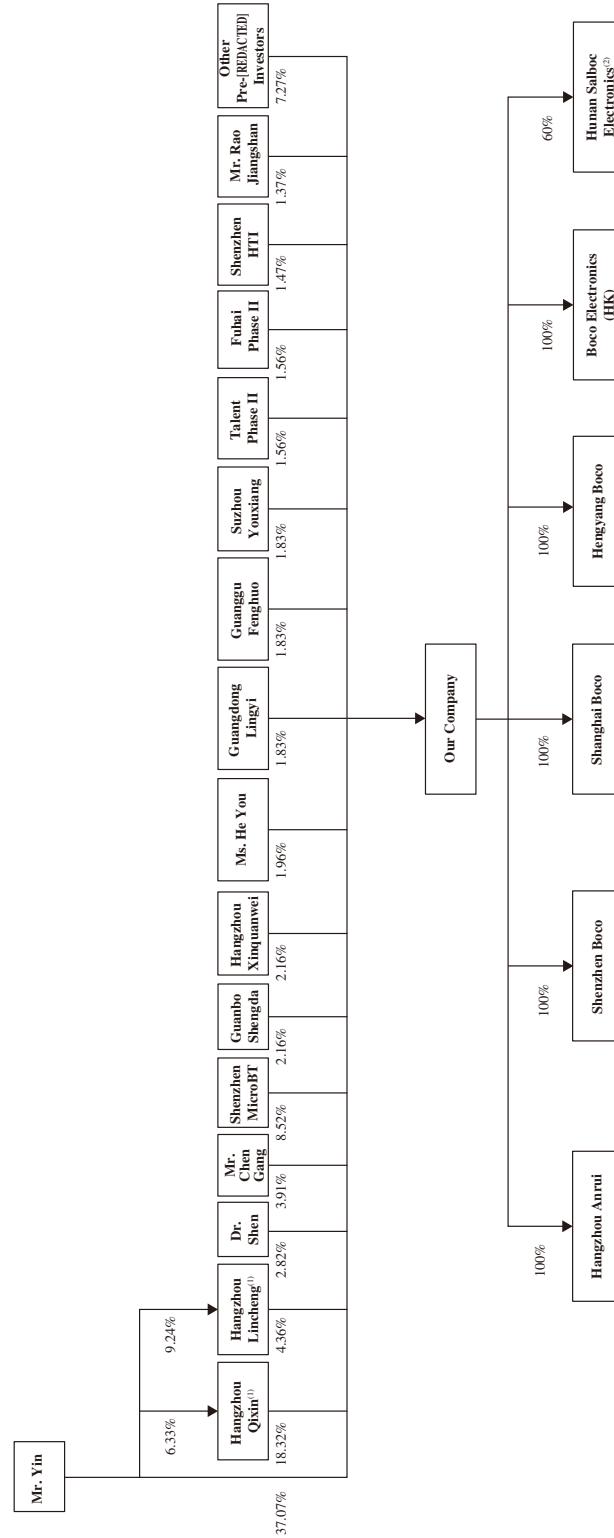 Mr. Yin
37.07%
6.33%
9.24%
Hangzhou
Qixin(1)
18.32%
Hangzhou
Lincheng(1)
4.36%
Dr.
Shen
2.82%
Mr.
Chen
Gang
3.91%
Shenzhen
MicroBT
8.52%
Guanbo
Shengda
2.16%
Hangzhou
Xinquanwei
2.16%
Ms. He You
1.96%
Guangdong
Lingyi
1.83%
Guanggu
Fenghuo
1.83%
Suzhou
Youxiang
1.83%
Talent
Phase II
1.56%
Fuhai
Phase II
1.56%
Shenzhen
HTI
1.47%
Mr. Rao
Jiangshan
1.37%
Other
Pre-[REDACTED]
Investors
7.27%
Our Company
100%
Hangzhou Anrui
100%
Shenzhen Boco
100%
Shanghai Boco
100%
Hengyang Boco
100%
Boco Electronics
(HK)
60%
Hunan Salboc
Electronics(2)